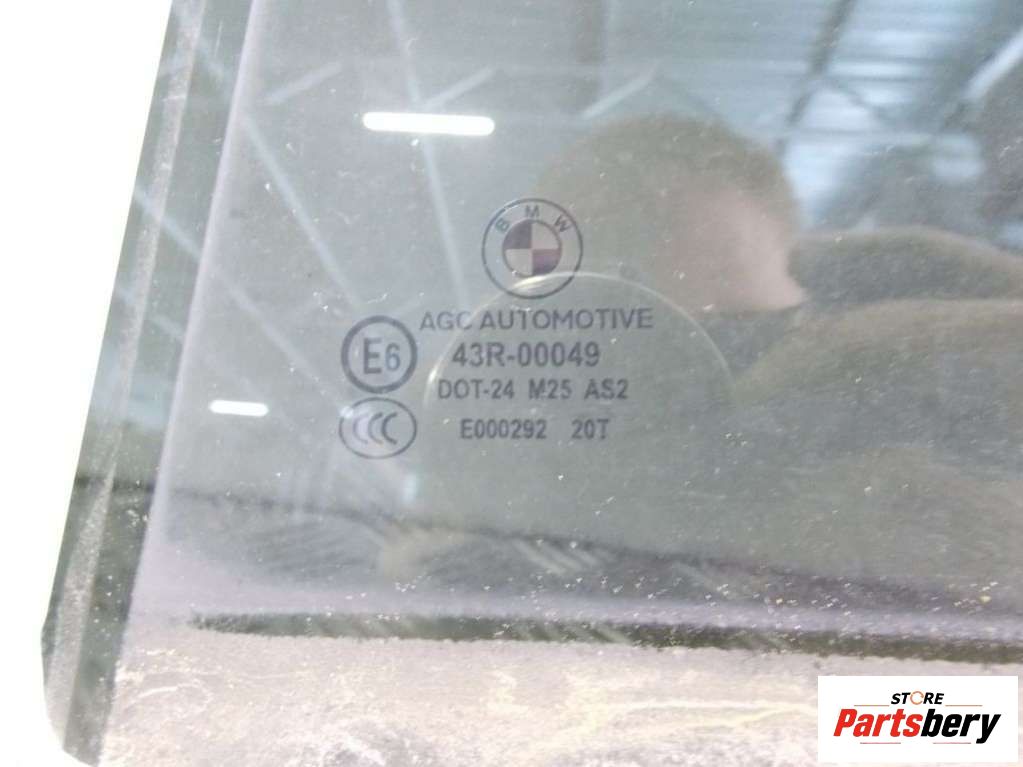 BMW
AGC AUTOMOTIVE
E6 43R-00049
DOT-24 M25 AS2
CCC E000292 20T
STORE
Partsbery